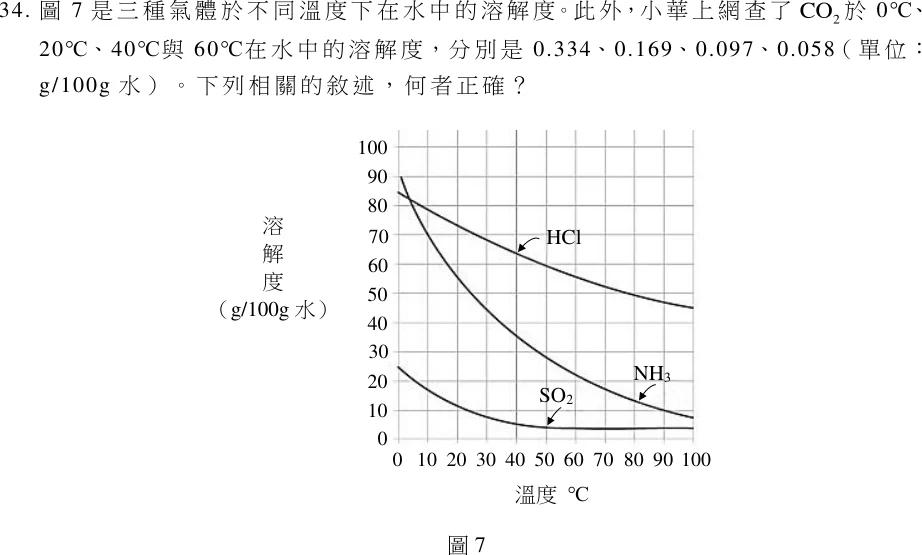 34. 圖 7 是三種氣體於不同溫度下在水中的溶解度。此外，小華上網查了 CO₂ 於 0℃、
20℃、40℃與 60℃在水中的溶解度，分別是 0.334、0.169、0.097、0.058（單位：
g/100g 水）。下列相關的敘述，何者正確？
100
90
80
70
60
50
40
30
20
10
0
溶
解
度
（g/100g 水）
HCl
NH₃
SO₂
0 10 20 30 40 50 60 70 80 90 100
溫度 ℃
圖 7